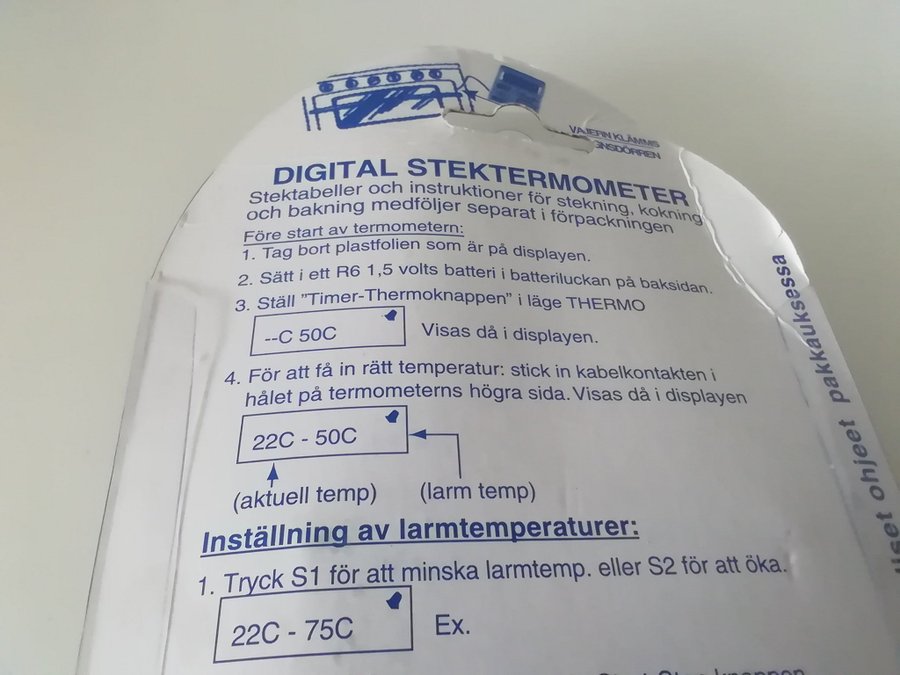 VAJERN KLÄMMS
DIGITAL STEKTERMOMETER
Stektabeller och instruktioner för stekning, kokning
och bakning medföljer separat i förpackningen
Före start av termometern:
1. Tag bort plastfolien som är på displayen.
2. Sätt i ett R6 1,5 volts batteri i batteriluckan på baksidan.
3. Ställ "Timer-Thermoknappen" i läge THERMO
--C 50C Visas då i displayen.
4. För att få in rätt temperatur: stick in kabelkontakten i
hålet på termometerns högra sida. Visas då i displayen
22C - 50C
(aktuell temp) (larm temp)
Inställning av larmtemperaturer:
1. Tryck S1 för att minska larmtemp. eller S2 för att öka.
22C - 75C Ex.
ohjeet pakkauksessa